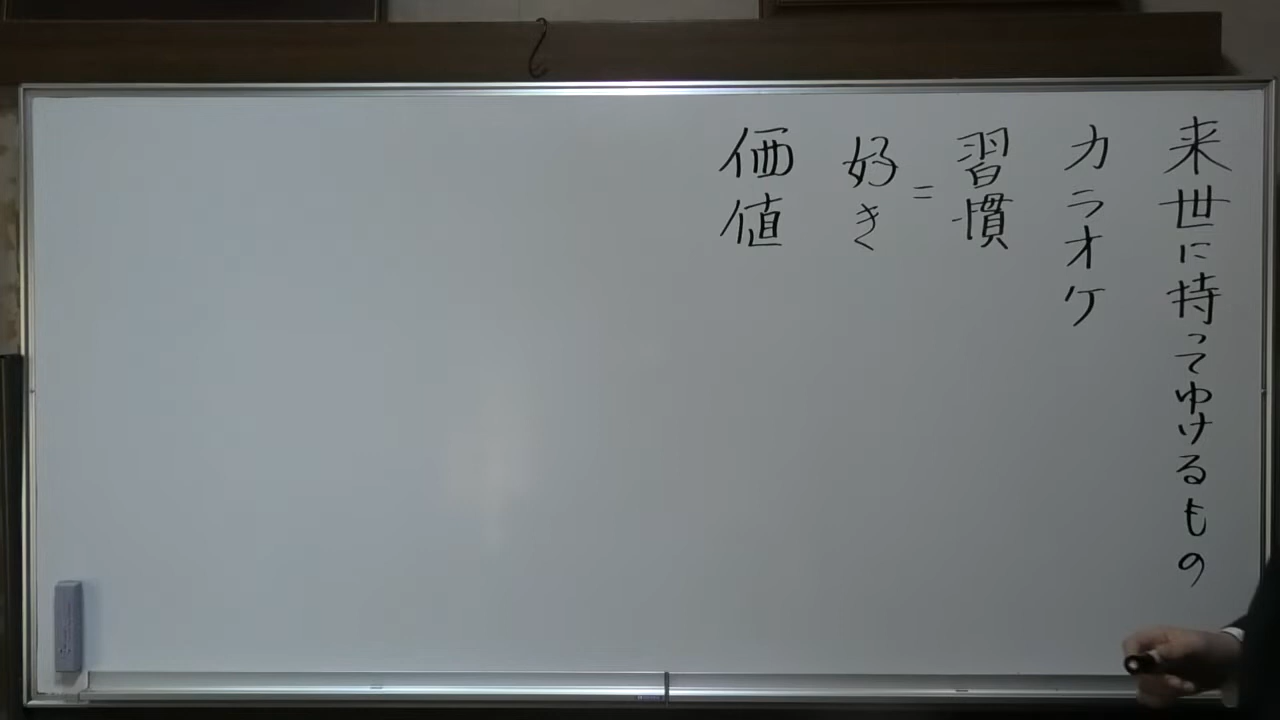 来世に持ってゆけるもの
カラオケ
習慣
=
好き
価値